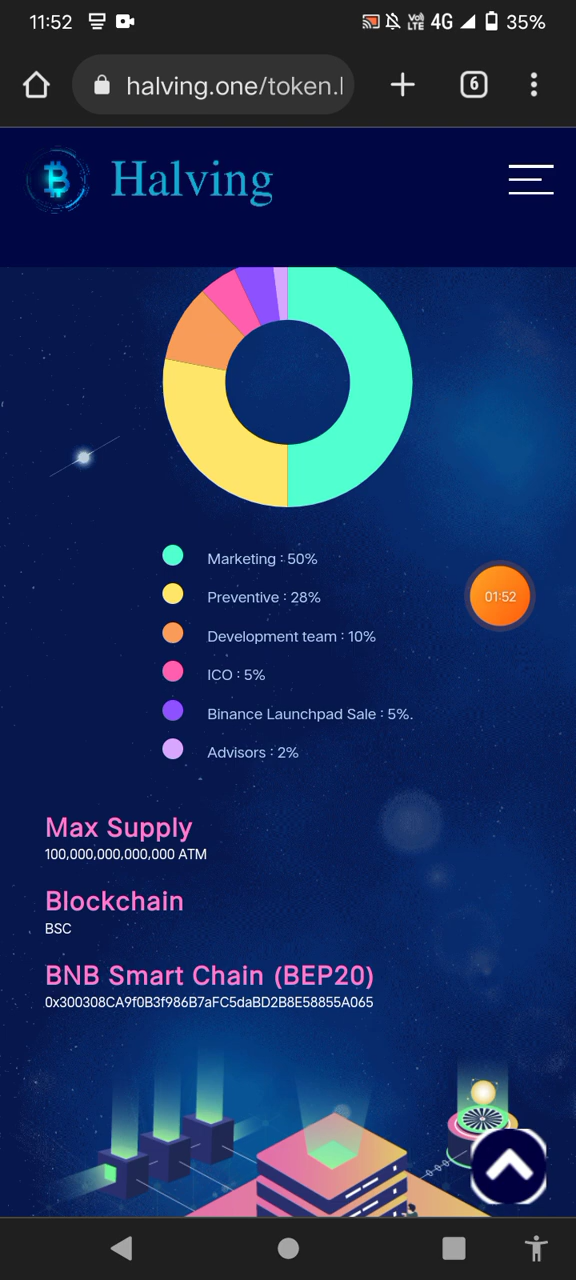 11:52 Vo) LTE 4G 35%
halving.one/token.l 6
Halving
Marketing : 50%
Preventive : 28%
01:52
Development team : 10%
ICO : 5%
Binance Launchpad Sale : 5%.
Advisors : 2%
Max Supply
100,000,000,000,000 ATM
Blockchain
BSC
BNB Smart Chain (BEP20)
0x300308CA9f0B3f986B7aFC5daBD2B8E58855A065